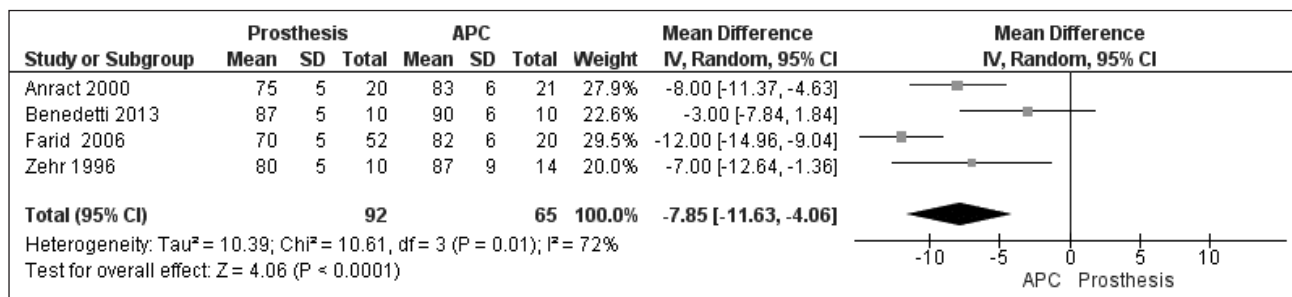 Prosthesis APC Mean Difference Mean Difference
Study or Subgroup Mean SD Total Mean SD Total Weight IV, Random, 95% CI IV, Random, 95% CI
Anract 2000 75 5 20 83 6 21 27.9% -8.00 [-11.37, -4.63]
Benedetti 2013 87 5 10 90 6 10 22.6% -3.00 [-7.84, 1.84]
Farid 2006 70 5 52 82 6 20 29.5% -12.00 [-14.96, -9.04]
Zehr 1996 80 5 10 87 9 14 20.0% -7.00 [-12.64, -1.36]
Total (95% CI) 92 65 100.0% -7.85 [-11.63, -4.06]
Heterogeneity: Tau² = 10.39; Chi² = 10.61, df = 3 (P = 0.01); I² = 72%
Test for overall effect: Z = 4.06 (P < 0.0001)
-10 -5 0 5 10
APC Prosthesis